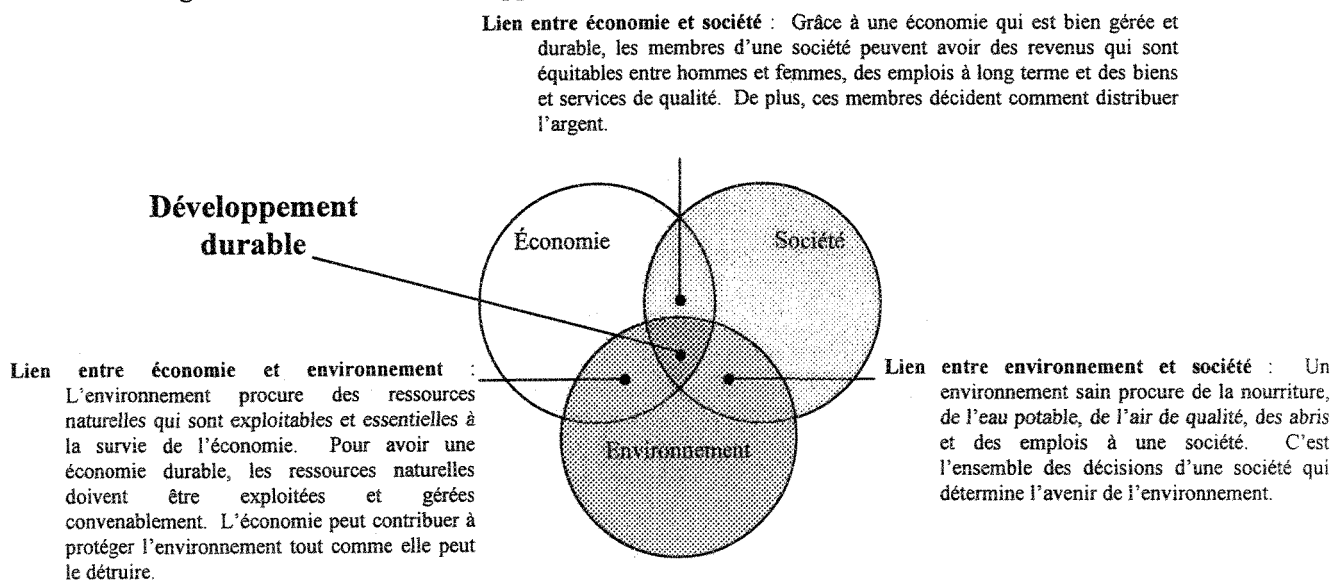 Lien entre économie et société : Grâce à une économie qui est bien gérée et
durable, les membres d'une société peuvent avoir des revenus qui sont
équitables entre hommes et femmes, des emplois à long terme et des biens
et services de qualité. De plus, ces membres décident comment distribuer
l'argent.
Développement
durable
Économie
Société
Lien entre économie et environnement :
L'environnement procure des ressources
naturelles qui sont exploitables et essentielles à
la survie de l'économie. Pour avoir une
économie durable, les ressources naturelles
doivent être exploitées et gérées
convenablement. L'économie peut contribuer à
protéger l'environnement tout comme elle peut
le détruire.
Environnement
Lien entre environnement et société : Un
environnement sain procure de la nourriture,
de l'eau potable, de l'air de qualité, des abris
et des emplois à une société. C'est
l'ensemble des décisions d'une société qui
détermine l'avenir de l'environnement.